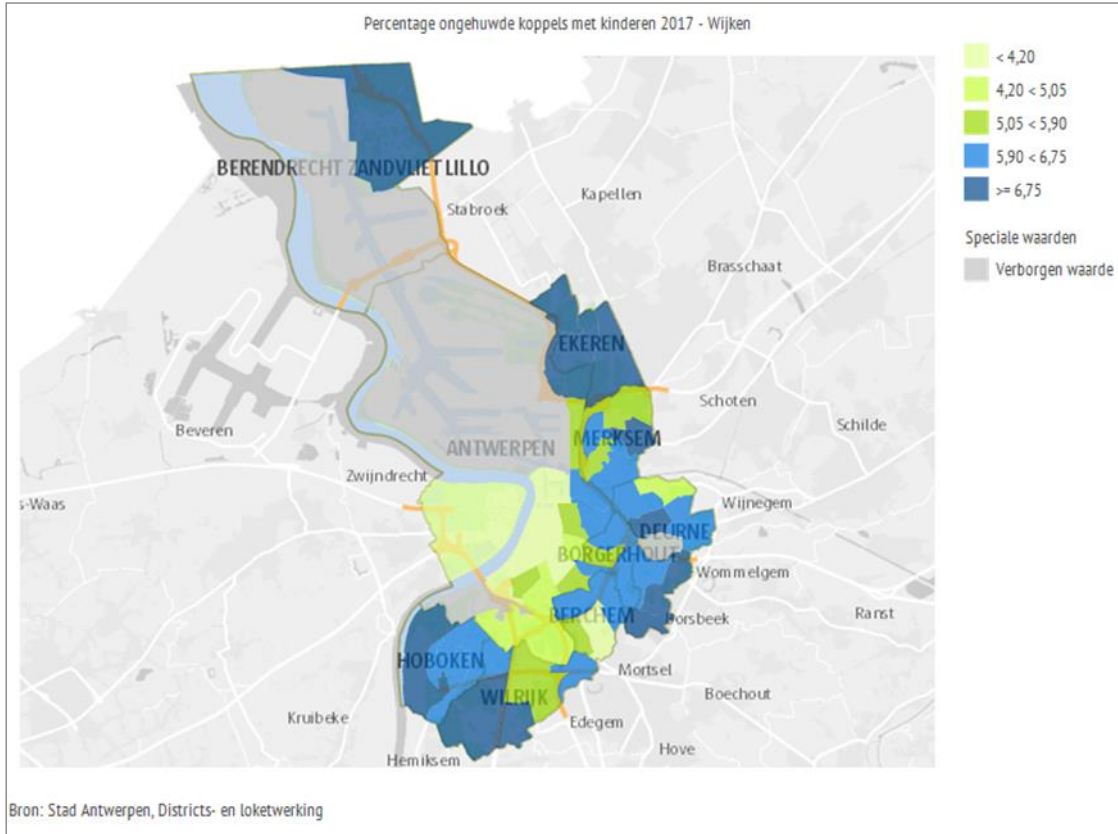 Percentage ongehuwde koppels met kinderen 2017 - Wijken
< 4,20
4,20 < 5,05
5,05 < 5,90
5,90 < 6,75
>= 6,75
Speciale waarden
Verborgen waarde
BERENDRECHT ZANDVLIET LILLO
Stabroek
Kapellen
Brasschaat
EKEREN
Schoten
Schilde
Beveren
MERKSEM
ANTWERPEN
Zwijndrecht
s-Waas
Wijnegem
DEURNE
BORGERHOUT
Wommelgem
Ranst
BERCHEM
Borsbeek
HOBOKEN
Mortsel
Boechout
WILRIJK
Kruibeke
Edegem
Hove
Hemiksem
Bron: Stad Antwerpen, Districts- en loketwerking